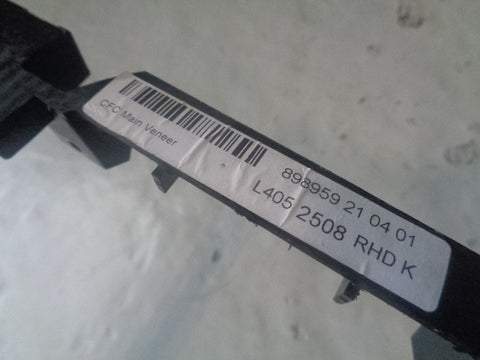 CFC Main Veneer
898959 21 04 01
L405 2508 RHD K